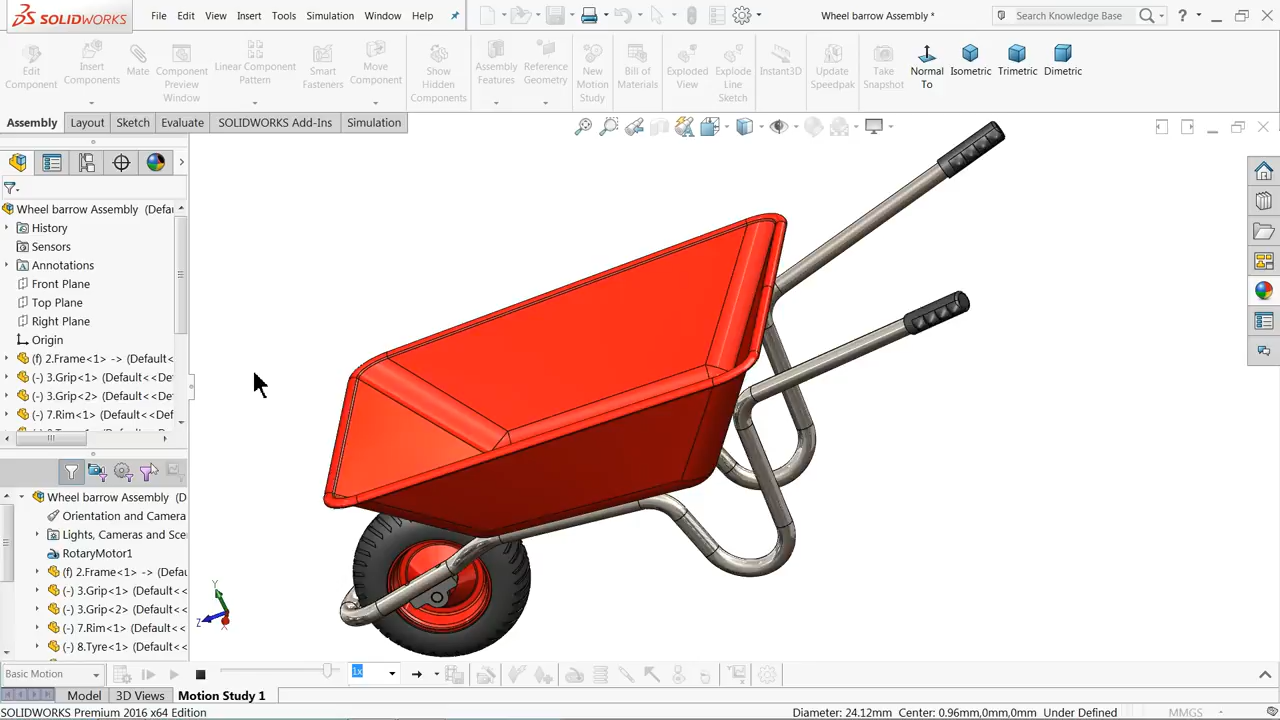 SOLIDWORKS File Edit View Insert Tools Simulation Window Help Wheel barrow Assembly * Search Knowledge Base ?
Edit Component
Insert Components
Mate
Component Preview Window
Linear Component Pattern
Smart Fasteners
Move Component
Show Hidden Components
Assembly Features
Reference Geometry
New Motion Study
Bill of Materials
Exploded View
Explode Line Sketch
Instant3D
Update Speedpak
Take Snapshot
Normal To
Isometric
Trimetric
Dimetric
Assembly Layout Sketch Evaluate SOLIDWORKS Add-Ins Simulation
Wheel barrow Assembly (Defa
History
Sensors
Annotations
Front Plane
Top Plane
Right Plane
Origin
(f) 2.Frame<1> -> (Default<
(-) 3.Grip<1> (Default<<De
(-) 3.Grip<2> (Default<<De
(-) 7.Rim<1> (Default<<Def
Wheel barrow Assembly (D
Orientation and Camera
Lights, Cameras and Sce
RotaryMotor1
(f) 2.Frame<1> -> (Defau
(-) 3.Grip<1> (Default<<
(-) 3.Grip<2> (Default<<
(-) 7.Rim<1> (Default<<
(-) 8.Tyre<1> (Default<<
Y
Z
X
Basic Motion 1x
Model 3D Views Motion Study 1
SOLIDWORKS Premium 2016 x64 Edition Diameter: 24.12mm Center: 0.96mm,0mm,0mm Under Defined MMGS